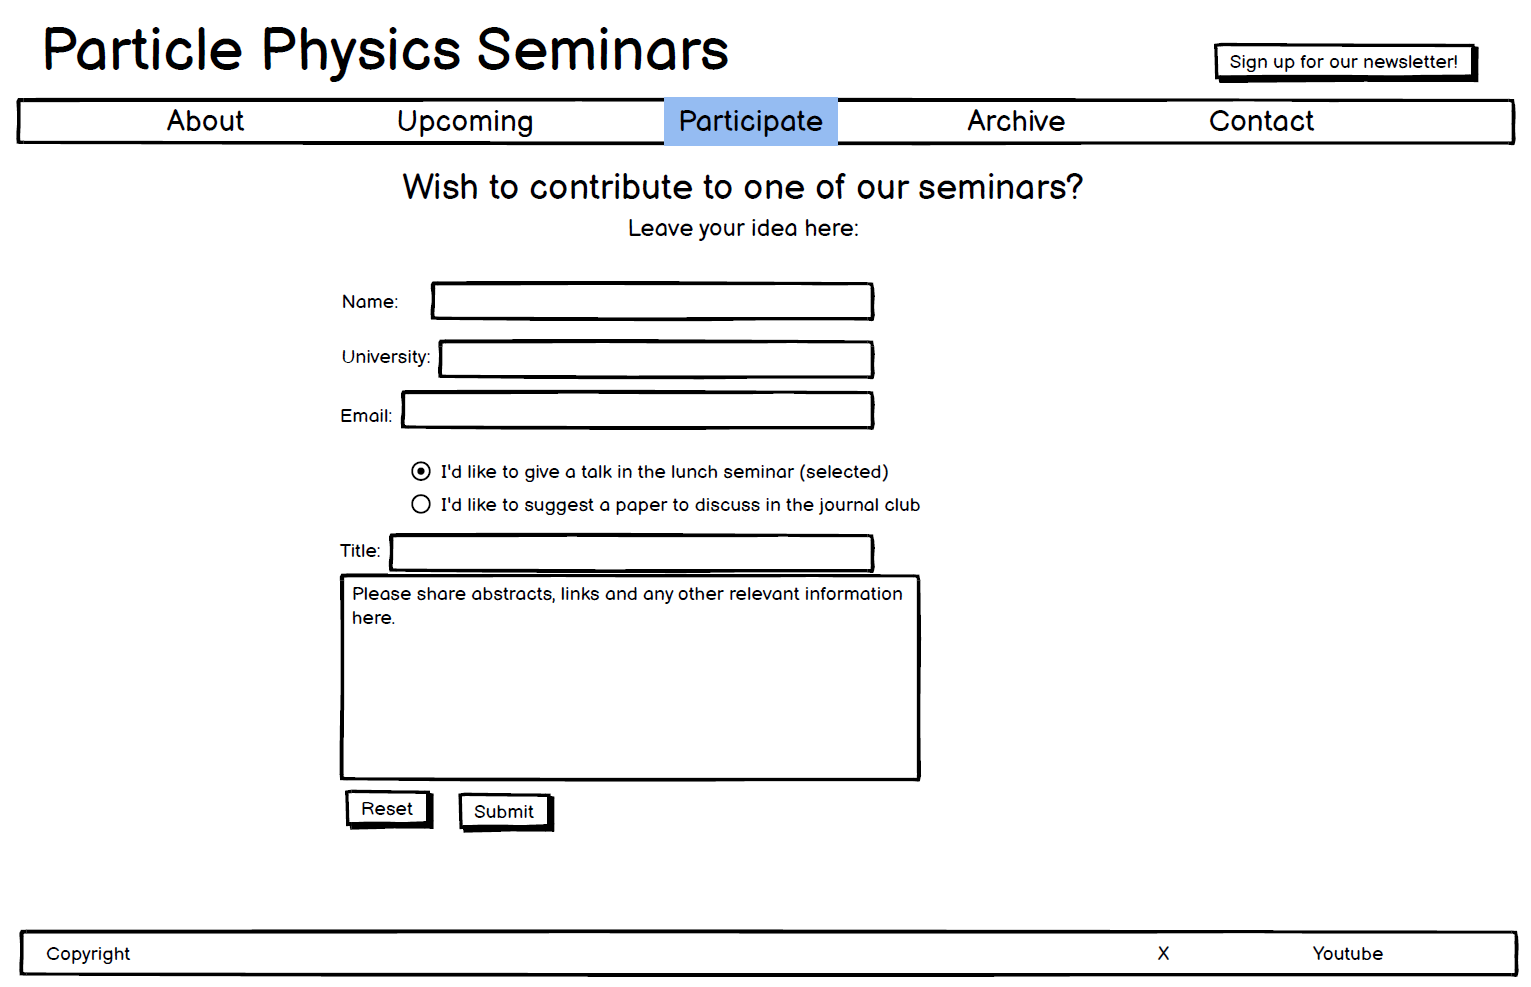 Particle Physics Seminars
Sign up for our newsletter!
About Upcoming Participate Archive Contact
Wish to contribute to one of our seminars?
Leave your idea here:
Name:
University:
Email:
I'd like to give a talk in the lunch seminar (selected)
I'd like to suggest a paper to discuss in the journal club
Title:
Please share abstracts, links and any other relevant information
here.
Reset Submit
Copyright X Youtube